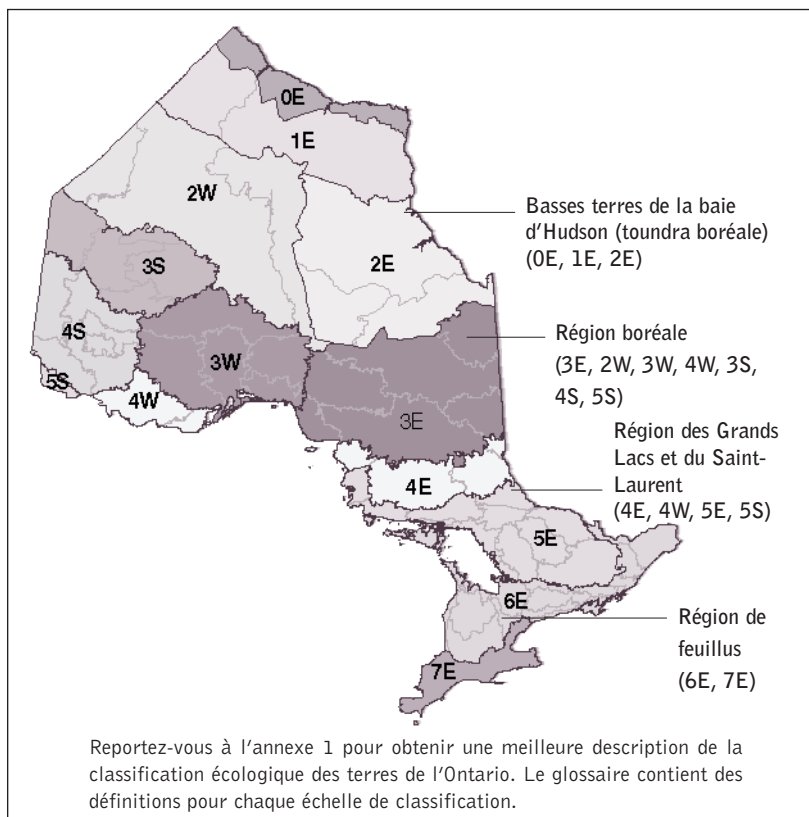 0E
1E
2W
Basses terres de la baie
d'Hudson (toundra boréale)
(0E, 1E, 2E)
2E
3S
4S
Région boréale
(3E, 2W, 3W, 4W, 3S,
4S, 5S)
3W
5S
4W
3E
Région des Grands
Lacs et du Saint-
Laurent
(4E, 4W, 5E, 5S)
4E
5E
6E
Région de
feuillus
(6E, 7E)
7E
Reportez-vous à l'annexe 1 pour obtenir une meilleure description de la
classification écologique des terres de l'Ontario. Le glossaire contient des
définitions pour chaque échelle de classification.